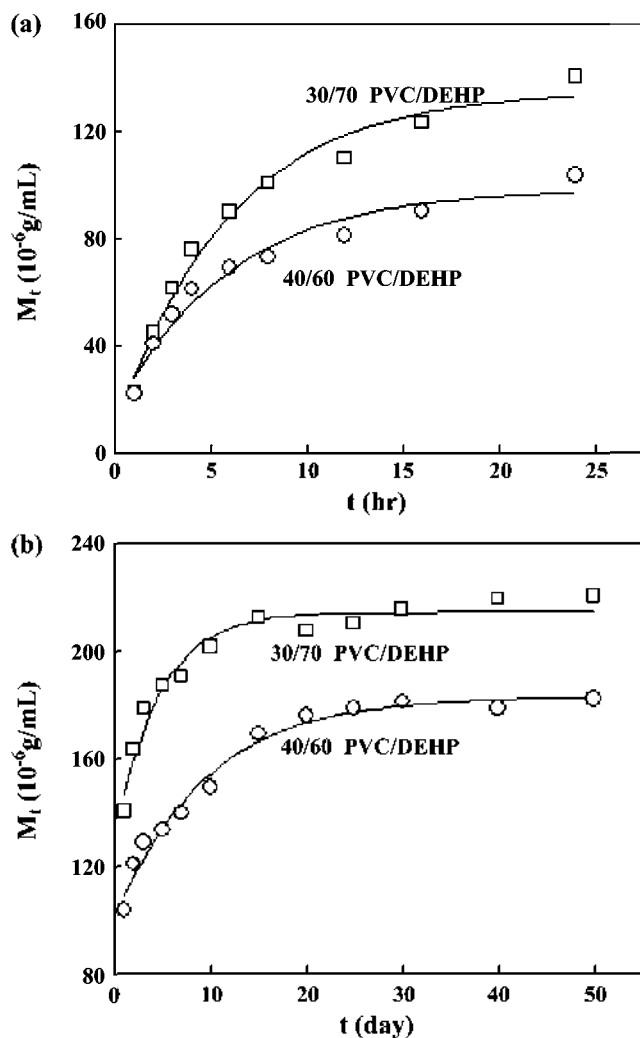 (a)
160
120
80
40
0
M_t (10^-6 g/mL)
30/70 PVC/DEHP
40/60 PVC/DEHP
0 5 10 15 20 25
t (hr)
(b)
240
200
160
120
80
M_t (10^-6 g/mL)
30/70 PVC/DEHP
40/60 PVC/DEHP
0 10 20 30 40 50
t (day)